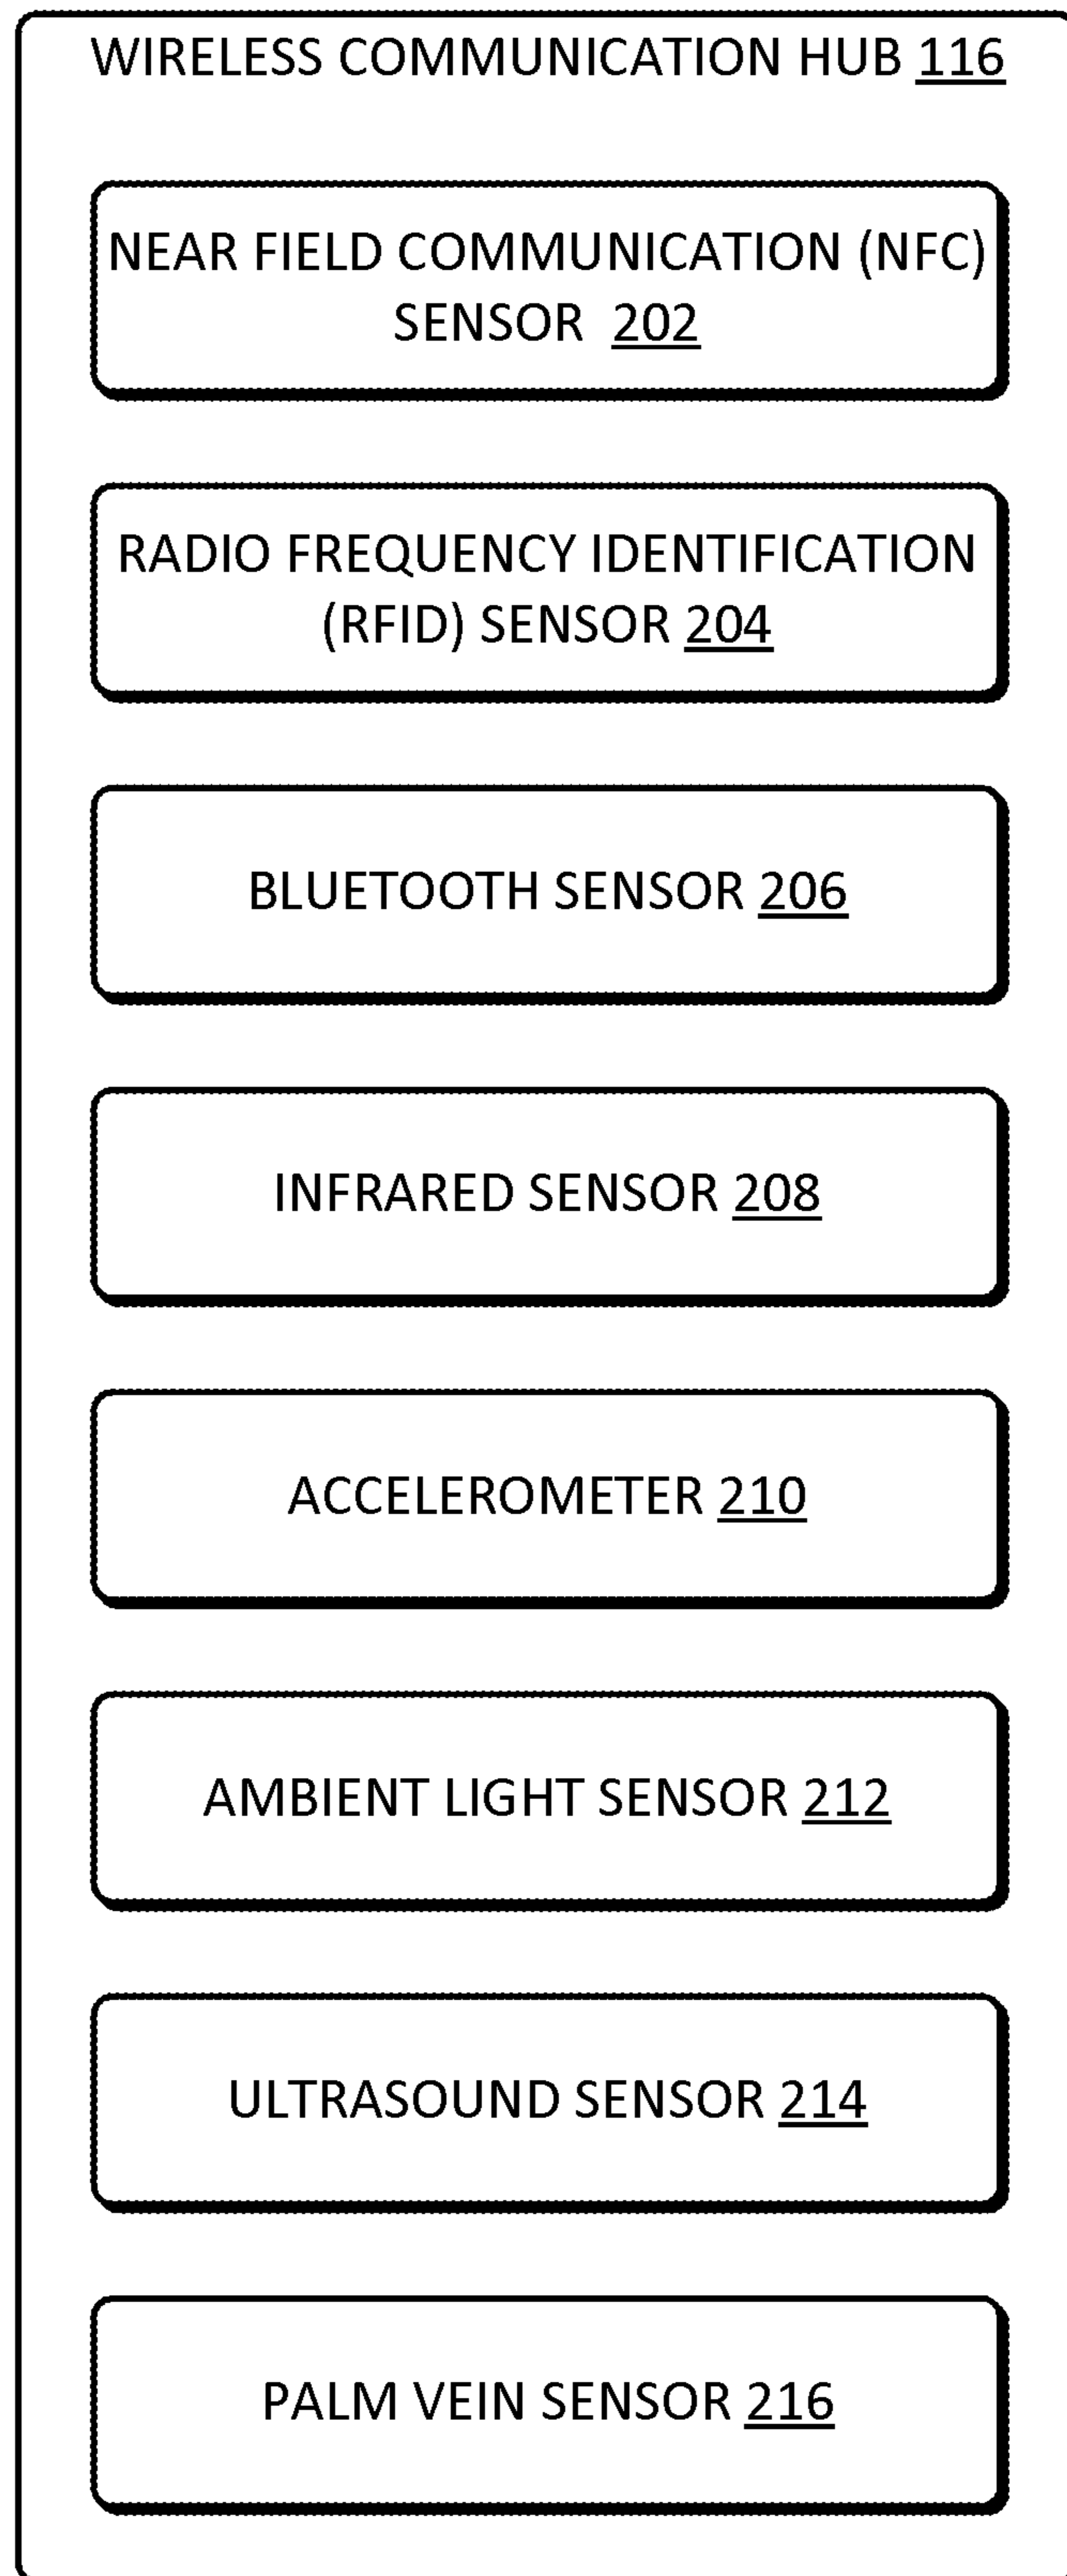 WIRELESS COMMUNICATION HUB 116
NEAR FIELD COMMUNICATION (NFC)
SENSOR 202
RADIO FREQUENCY IDENTIFICATION
(RFID) SENSOR 204
BLUETOOTH SENSOR 206
INFRARED SENSOR 208
ACCELEROMETER 210
AMBIENT LIGHT SENSOR 212
ULTRASOUND SENSOR 214
PALM VEIN SENSOR 216